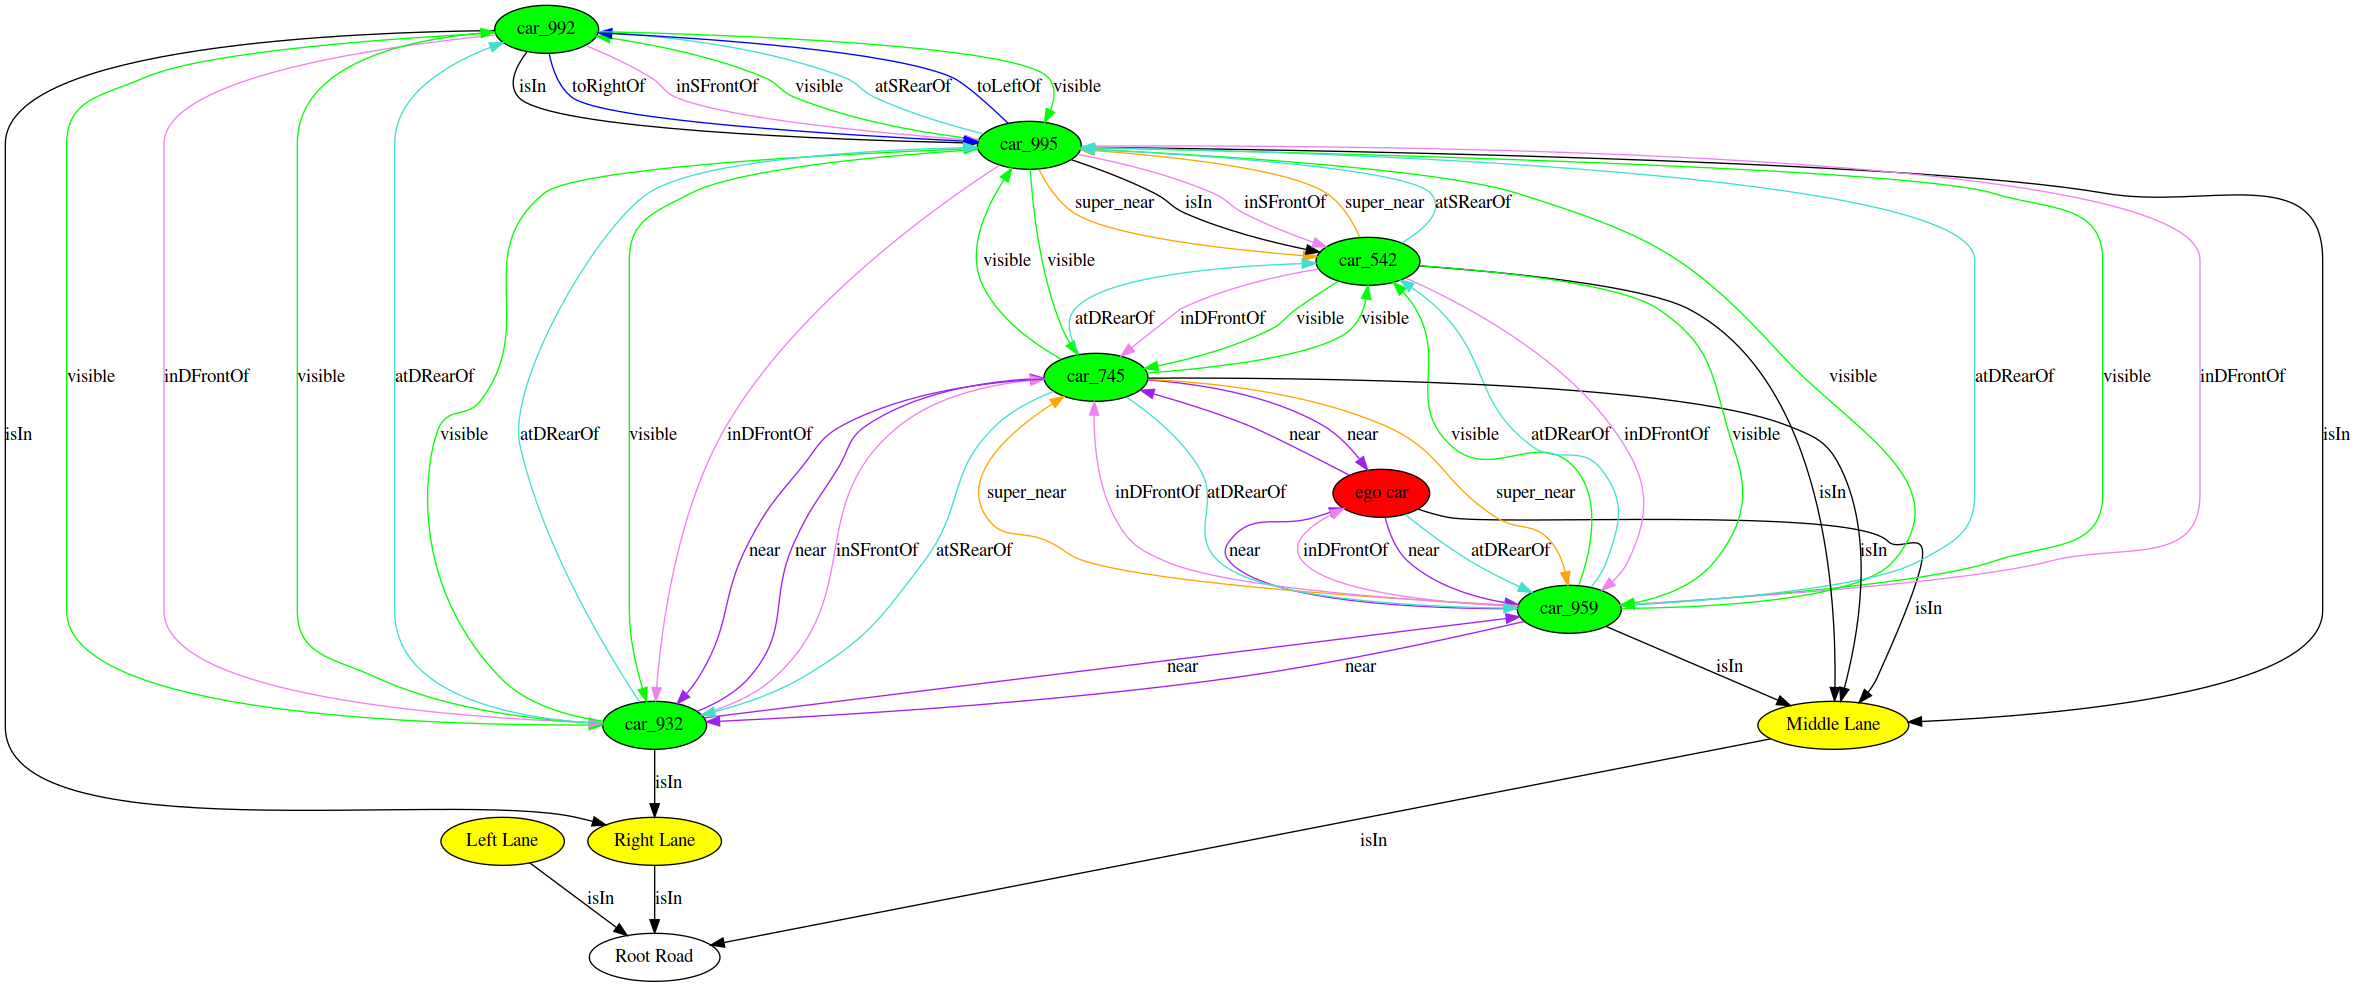 car_992
isIn toRightOf inSFrontOf visible atSRearOf toLeftOf visible
car_995
super_near isIn inSFrontOf super_near atSRearOf
visible visible car_542
atDRearOf inDFrontOf visible visible
visible inDFrontOf visible atDRearOf car_745 visible atDRearOf visible inDFrontOf
isIn visible atDRearOf visible inDFrontOf near near visible atDRearOf inDFrontOf visible isIn
super_near inDFrontOf atDRearOf ego car super_near isIn
near near inSFrontOf atSRearOf near inDFrontOf near atDRearOf isIn
car_959 isIn
near near isIn
car_932 Middle Lane
isIn
Left Lane Right Lane isIn
isIn isIn
Root Road